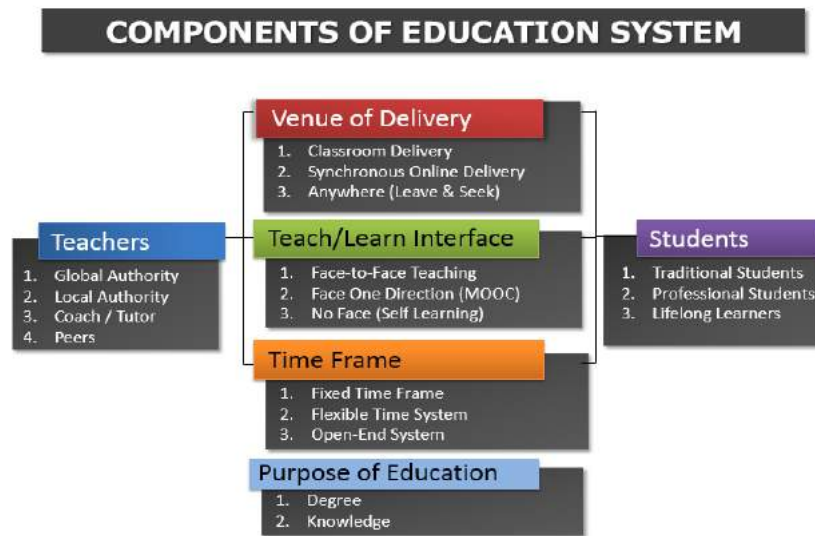 COMPONENTS OF EDUCATION SYSTEM
Venue of Delivery
1. Classroom Delivery
2. Synchronous Online Delivery
3. Anywhere (Leave & Seek)
Teachers
1. Global Authority
2. Local Authority
3. Coach / Tutor
4. Peers
Teach/Learn Interface
1. Face-to-Face Teaching
2. Face One Direction (MOOC)
3. No Face (Self Learning)
Students
1. Traditional Students
2. Professional Students
3. Lifelong Learners
Time Frame
1. Fixed Time Frame
2. Flexible Time System
3. Open-End System
Purpose of Education
1. Degree
2. Knowledge